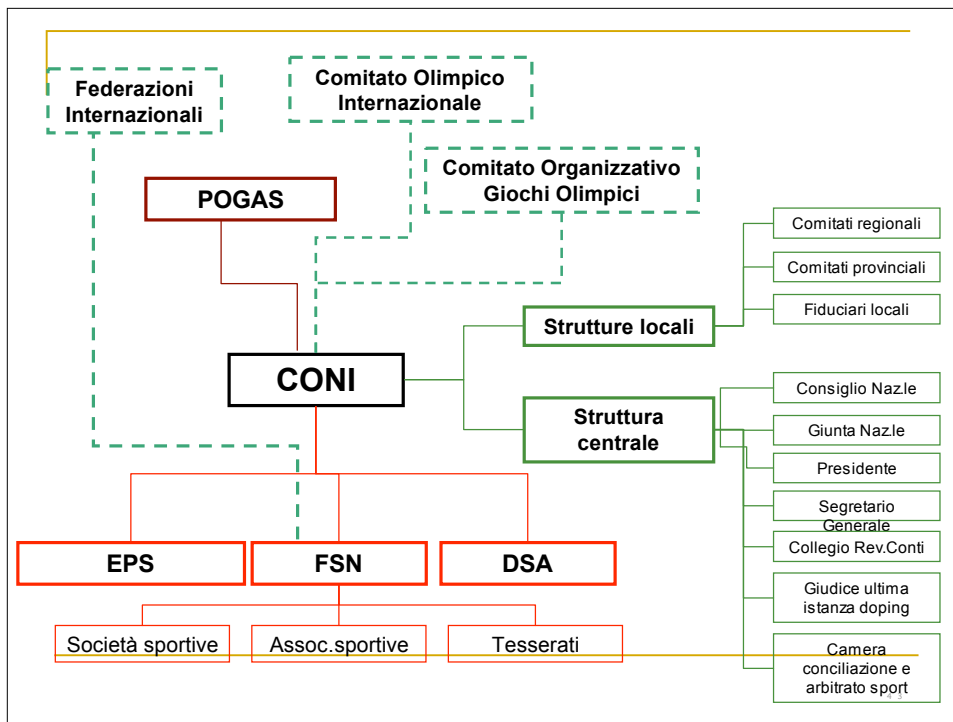 Federazioni
Internazionali
Comitato Olimpico
Internazionale
Comitato Organizzativo
Giochi Olimpici
POGAS
Comitati regionali
Comitati provinciali
Fiduciari locali
Strutture locali
CONI
Struttura
centrale
Consiglio Naz.le
Giunta Naz.le
Presidente
Segretario
Generale
Collegio Rev.Conti
Giudice ultima
istanza doping
Camera
conciliazione e
arbitrato sport
EPS
FSN
DSA
Società sportive
Assoc.sportive
Tesserati